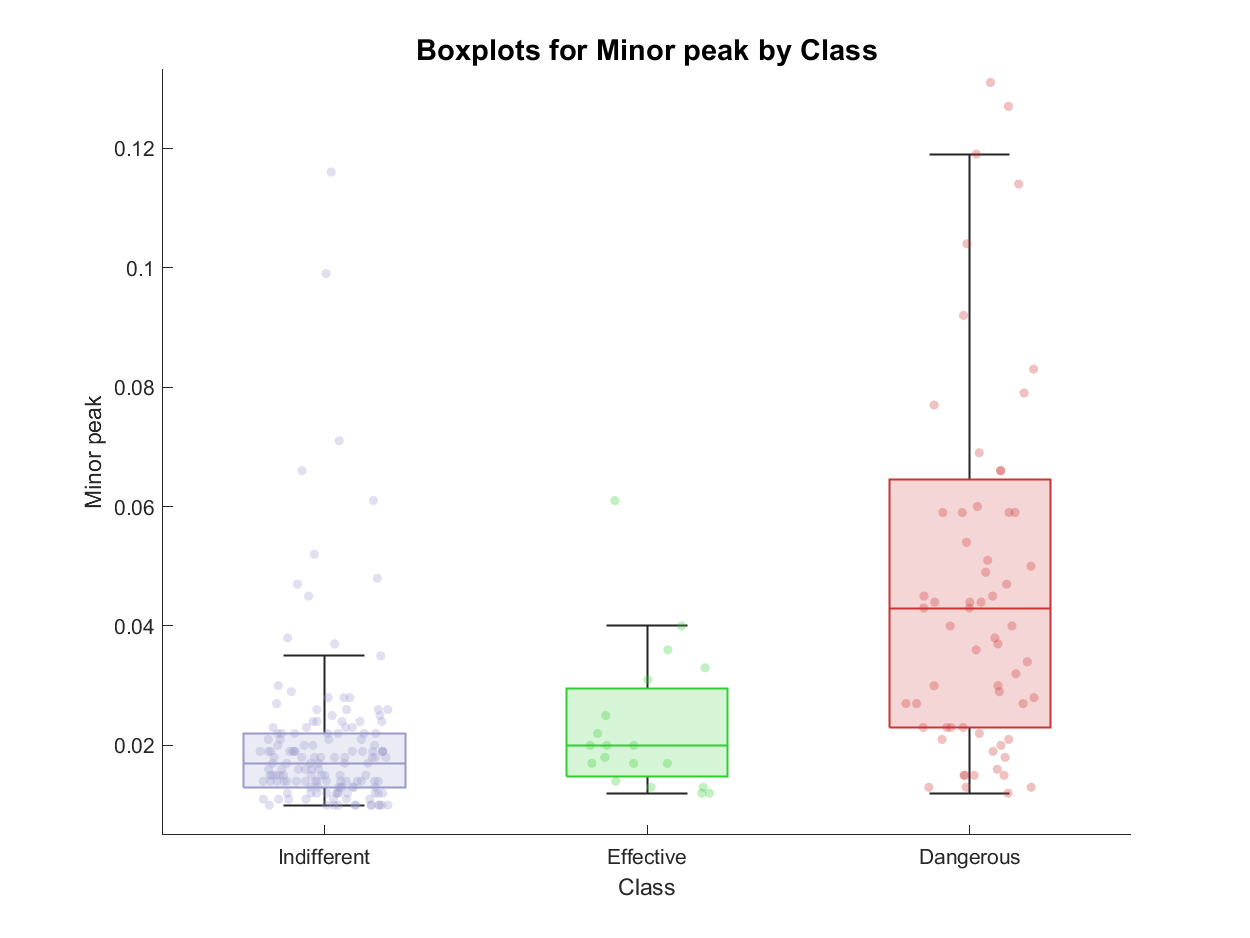 Boxplots for Minor peak by Class
0.12
0.1
0.08
0.06
0.04
0.02
Minor peak
Indifferent
Effective
Dangerous
Class